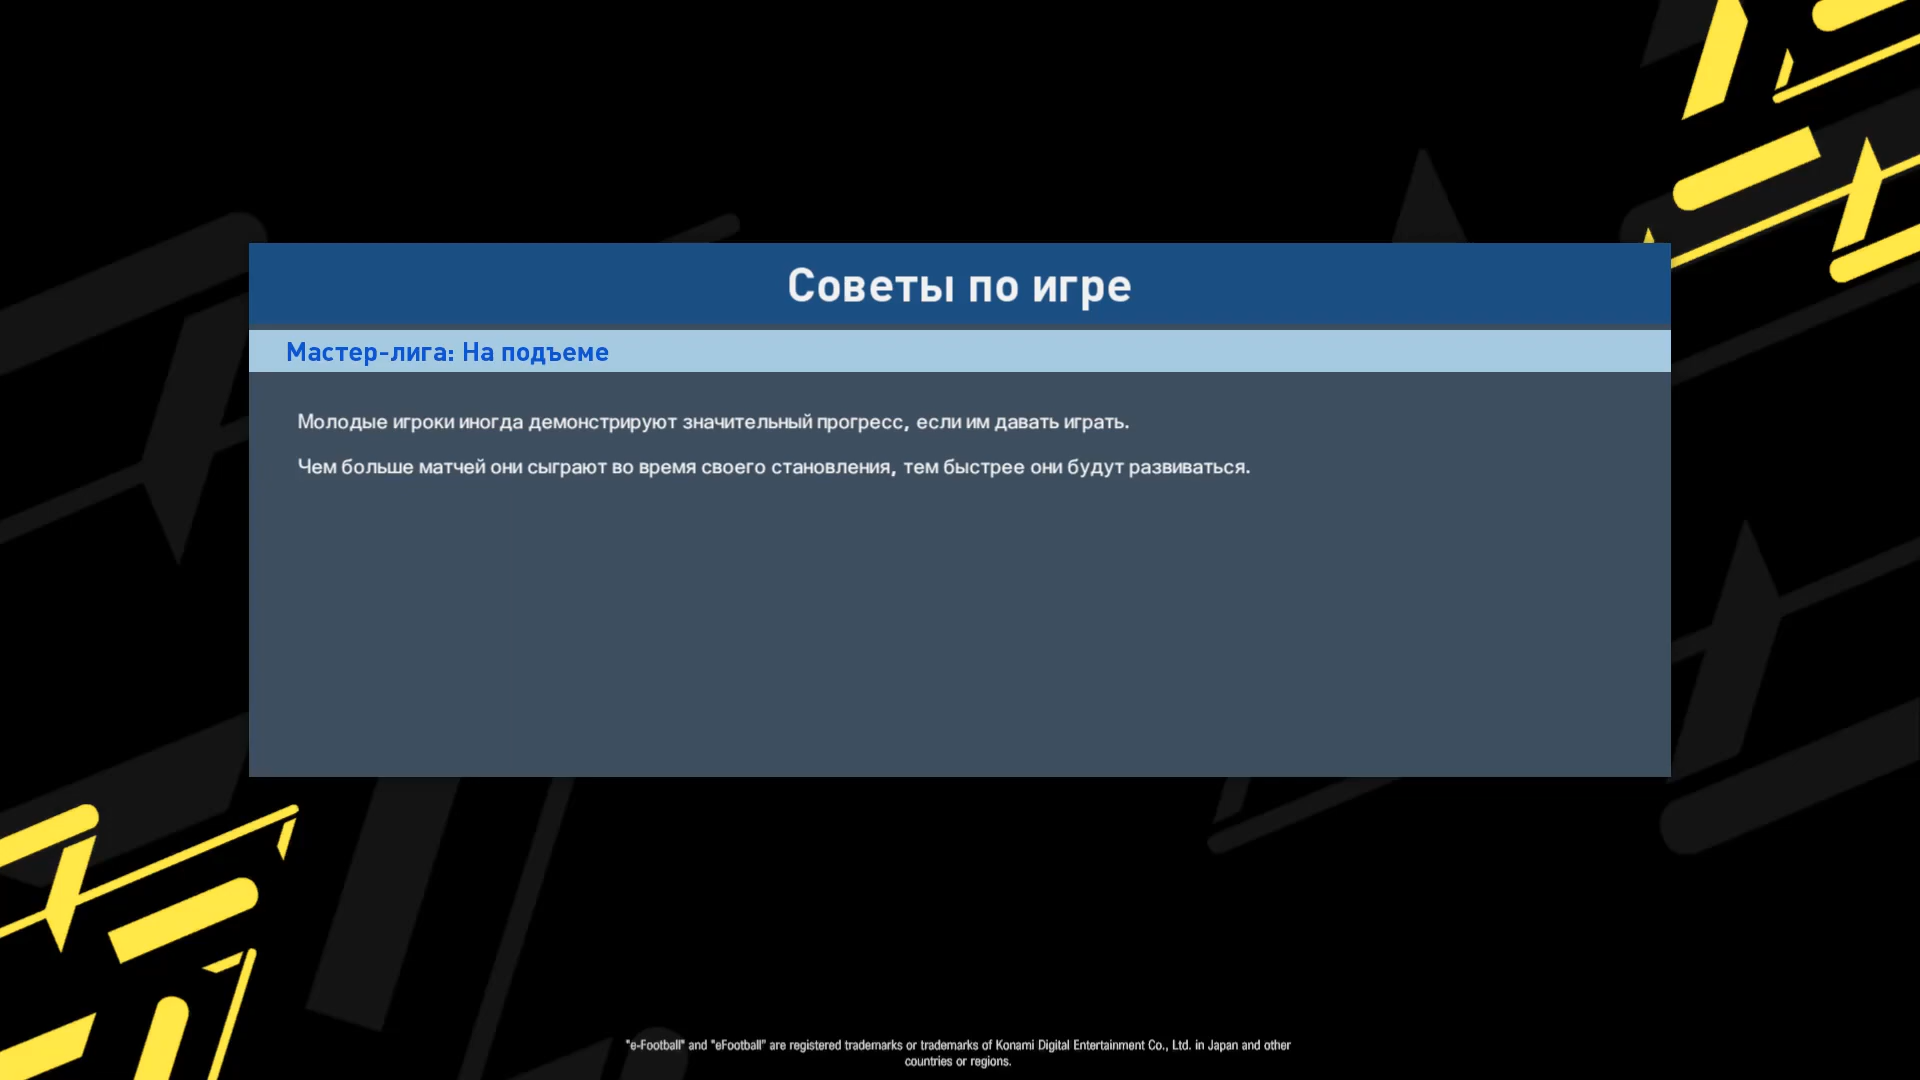 Советы по игре
Мастер-лига: На подъеме
Молодые игроки иногда демонстрируют значительный прогресс, если им давать играть.
Чем больше матчей они сыграют во время своего становления, тем быстрее они будут развиваться.
"e-Football" and "eFootball" are registered trademarks or trademarks of Konami Digital Entertainment Co., Ltd. in Japan and other
countries or regions.